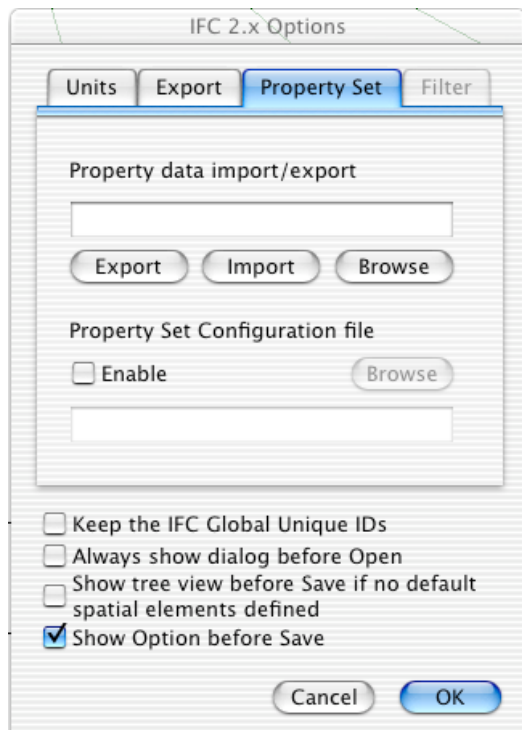 IFC 2.x Options
Units Export Property Set Filter
Property data import/export
Export Import Browse
Property Set Configuration file
Enable Browse
Keep the IFC Global Unique IDs
Always show dialog before Open
Show tree view before Save if no default
spatial elements defined
Show Option before Save
Cancel OK